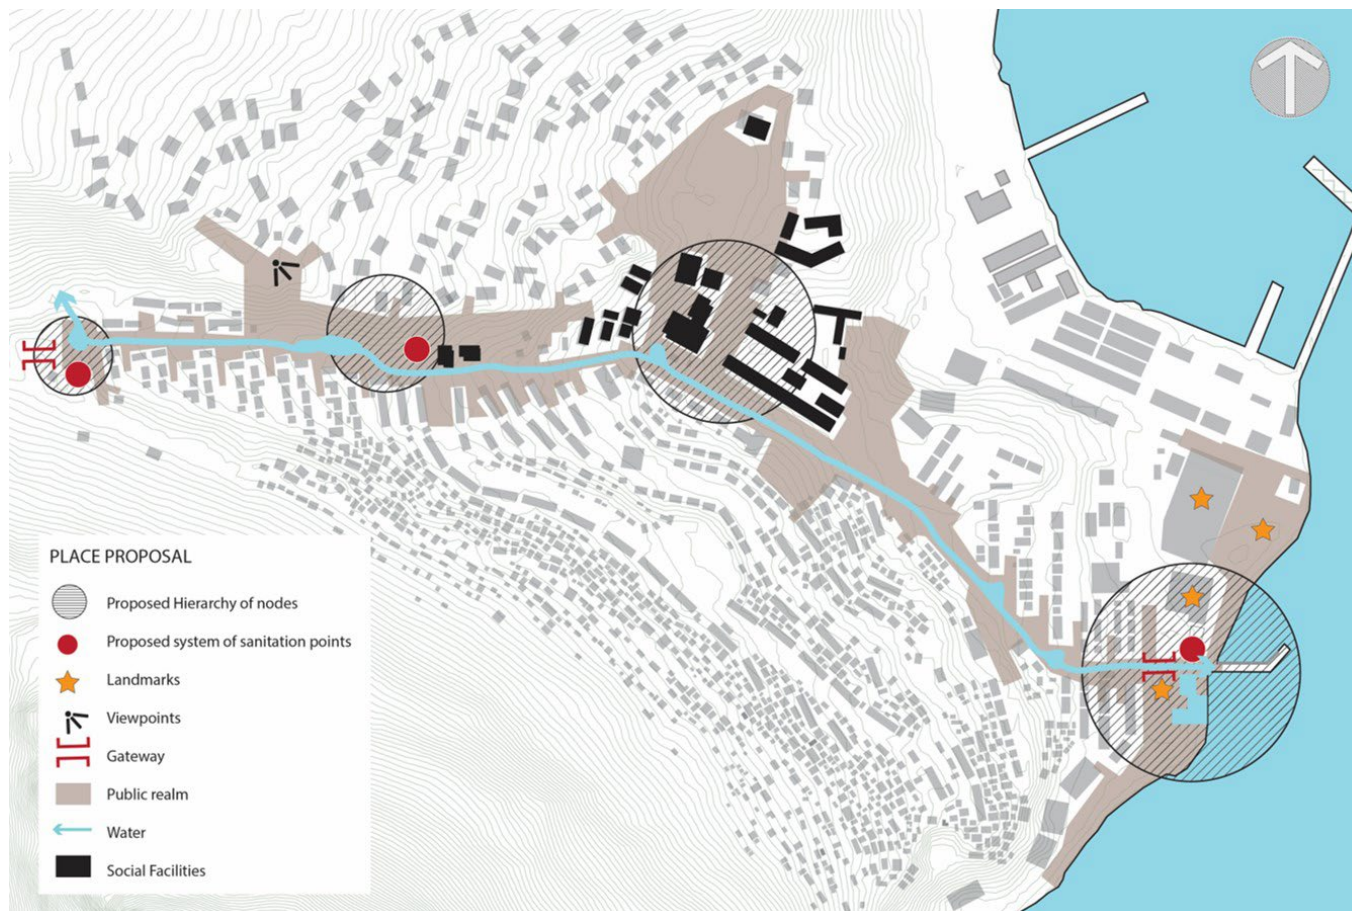 PLACE PROPOSAL
Proposed Hierarchy of nodes
Proposed system of sanitation points
Landmarks
Viewpoints
Gateway
Public realm
Water
Social Facilities